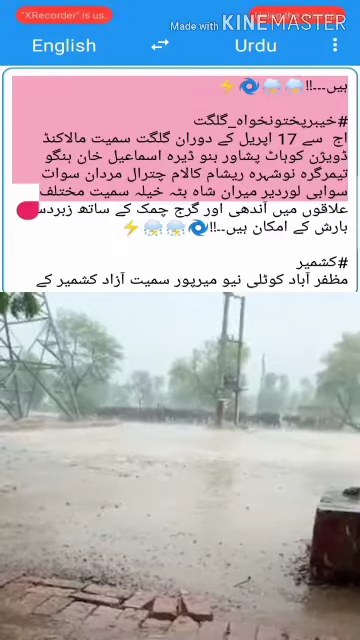 "XRecorder" is us.
Made with KINEMASTER
English
Urdu
ہیں۔۔۔!!⛈️⛈️🌀⚡
#خیبرپختونخواہ_گلگت
اج سے 17 اپریل کے دوران گلگت سمیت مالاکنڈ
ڈویژن کوہاٹ پشاور بنو ڈیرہ اسماعیل خان ہنگو
تیمرگرہ نوشہرہ ریشام کالام چترال مردان سوات
سوابی لوردیر میران شاہ بٹہ خیلہ سمیت مختلف
علاقوں میں آندھی اور گرج چمک کے ساتھ زبردس
بارش کے امکان ہیں۔۔!!🌀⛈️⛈️⚡
#کشمیر
مظفر آباد کوٹلی نیو میرپور سمیت آزاد کشمیر کے